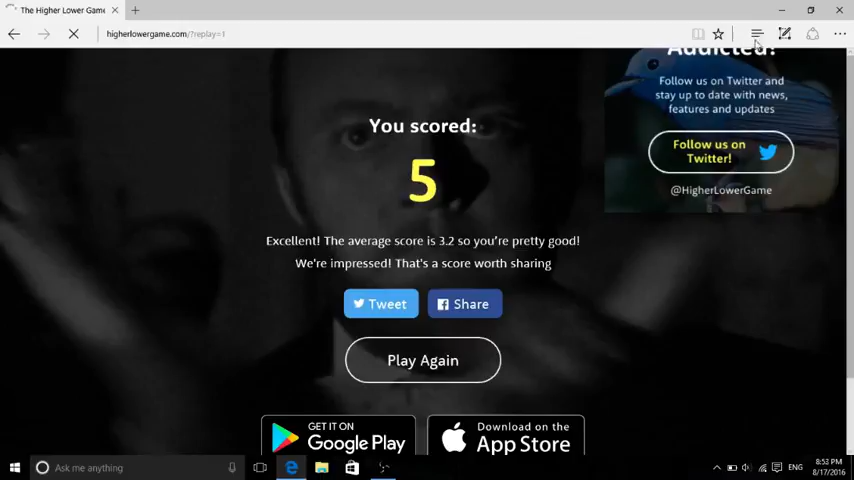 The Higher Lower Game
higherlowergame.com/?replay=1
Addicted?
Follow us on Twitter and
stay up to date with news,
features and updates
Follow us on
Twitter!
@HigherLowerGame
You scored:
5
Excellent! The average score is 3.2 so you're pretty good!
We're impressed! That's a score worth sharing
Tweet
Share
Play Again
GET IT ON
Google Play
Download on the
App Store
Ask me anything
ENG
8:53 PM
8/17/2016